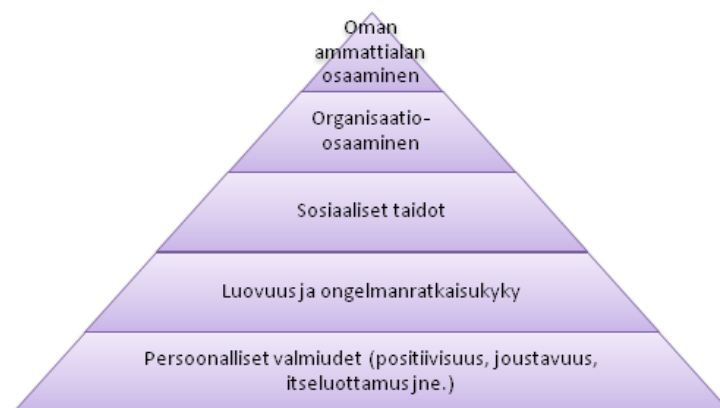 Oman
ammattialan
osaaminen
Organisaatio-
osaaminen
Sosiaaliset taidot
Luovuus ja ongelmanratkaisukyky
Persoonalliset valmiudet (positiivisuus, joustavuus,
itseluottamus jne.)